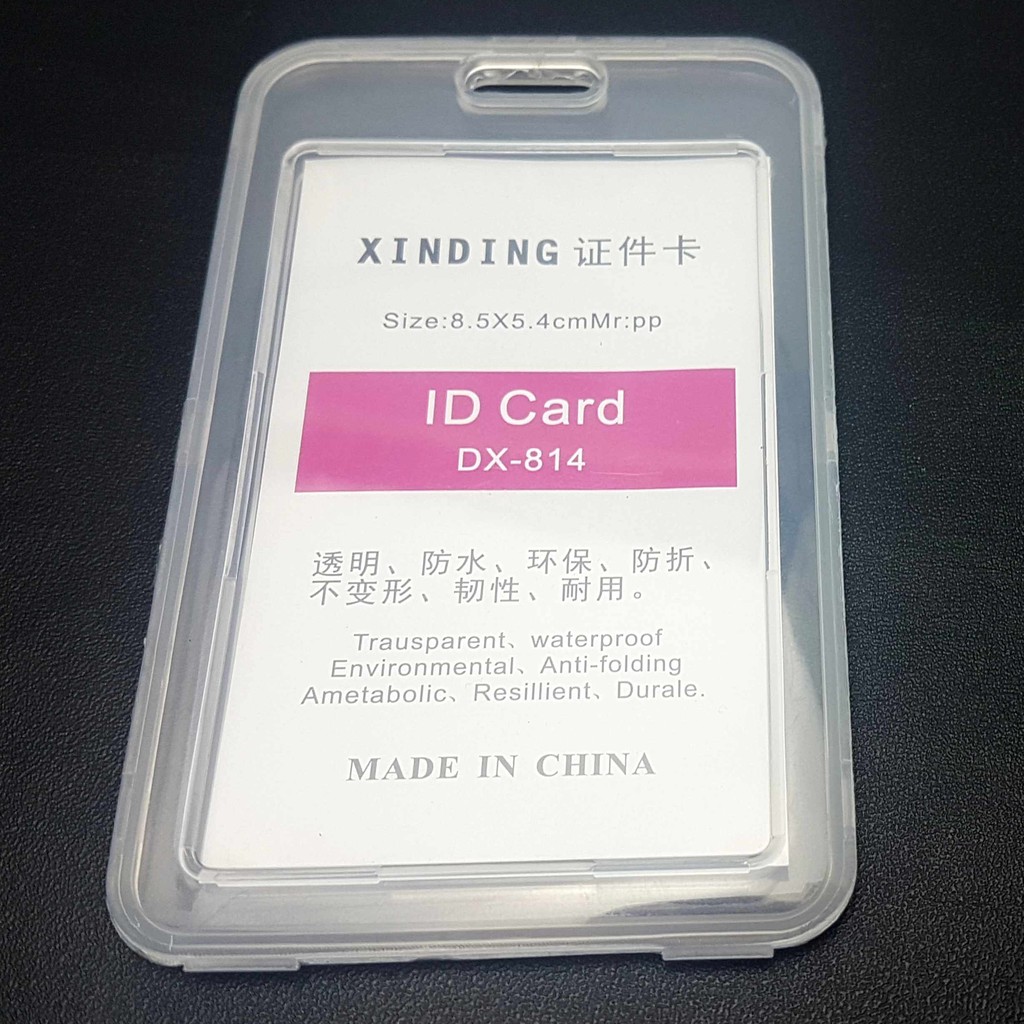 XINDING 证件卡
Size:8.5X5.4cmMr:pp
ID Card
DX-814
透明、防水、环保、防折、
不变形、韧性、耐用。
Trausparent、waterproof
Environmental、Anti-folding
Ametabolic、Resillient、Durale.
MADE IN CHINA